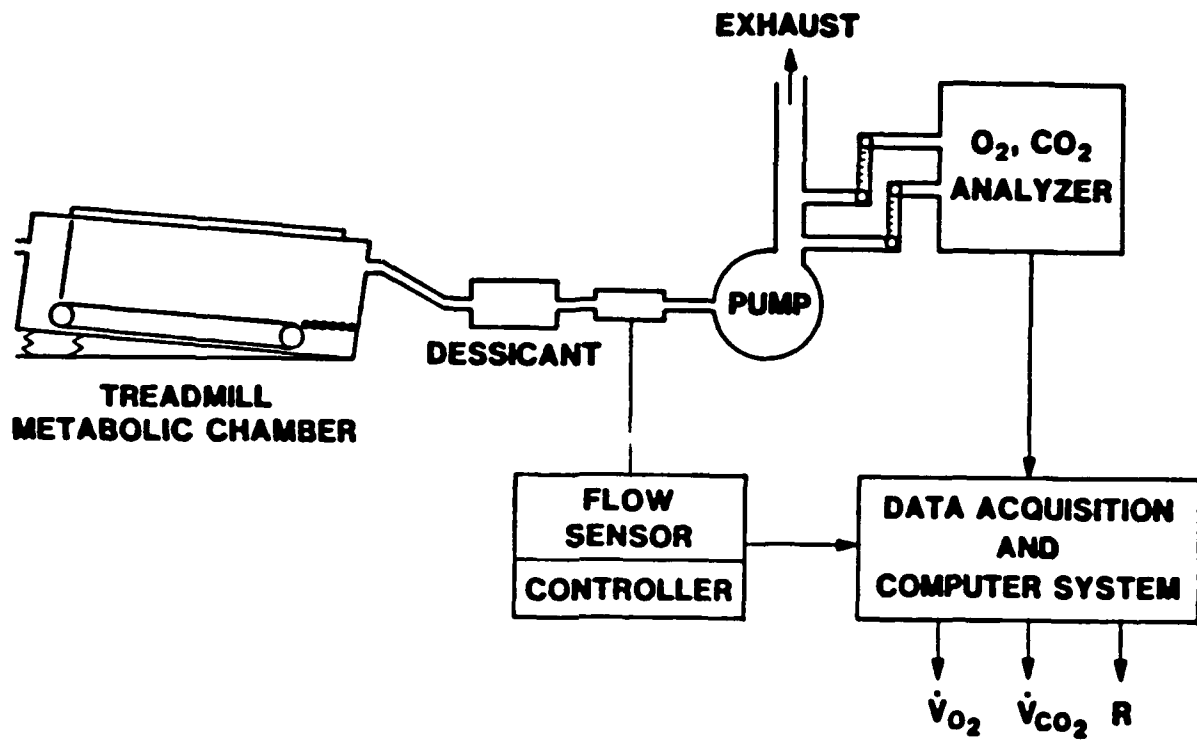 EXHAUST
O₂, CO₂
ANALYZER
PUMP
DESSICANT
TREADMILL
METABOLIC CHAMBER
FLOW
SENSOR
CONTROLLER
DATA ACQUISITION
AND
COMPUTER SYSTEM
V̇O₂ V̇CO₂ R